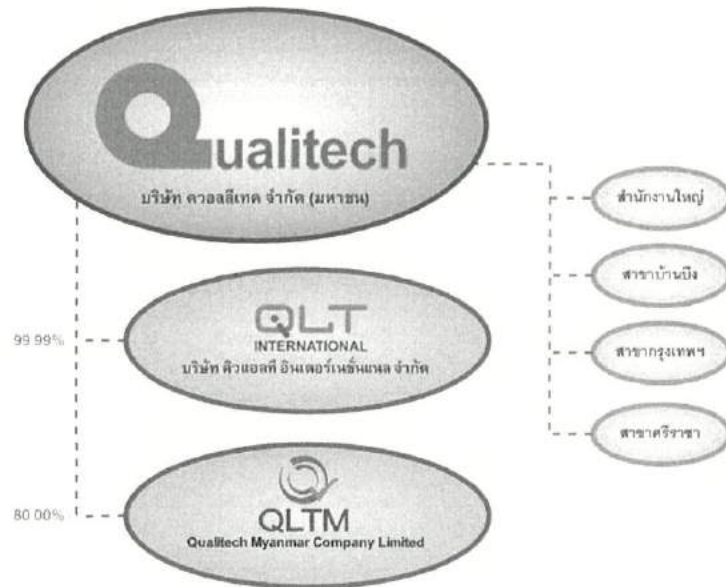 Qualitech
บริษัท ควอลลีเทค จำกัด (มหาชน)
สำนักงานใหญ่
สาขาบ้านบึง
สาขากรุงเทพฯ
สาขาศรีราชา
99.99%
QLT
INTERNATIONAL
บริษัท คิวแอลที อินเตอร์เนชั่นแนล จำกัด
80.00%
QLTM
Qualitech Myanmar Company Limited